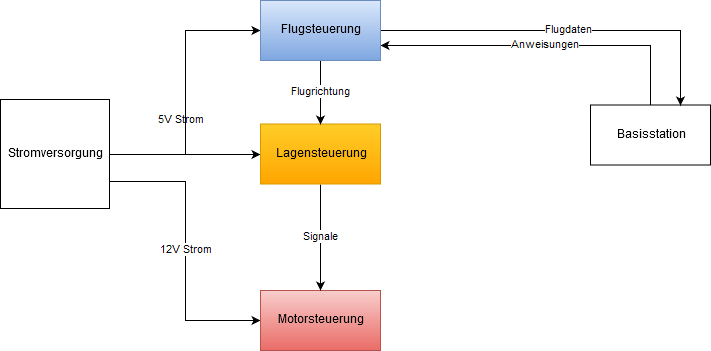 Flugsteuerung
Flugdaten
Anweisungen
Flugrichtung
5V Strom
Basisstation
Stromversorgung
Lagensteuerung
Signale
12V Strom
Motorsteuerung